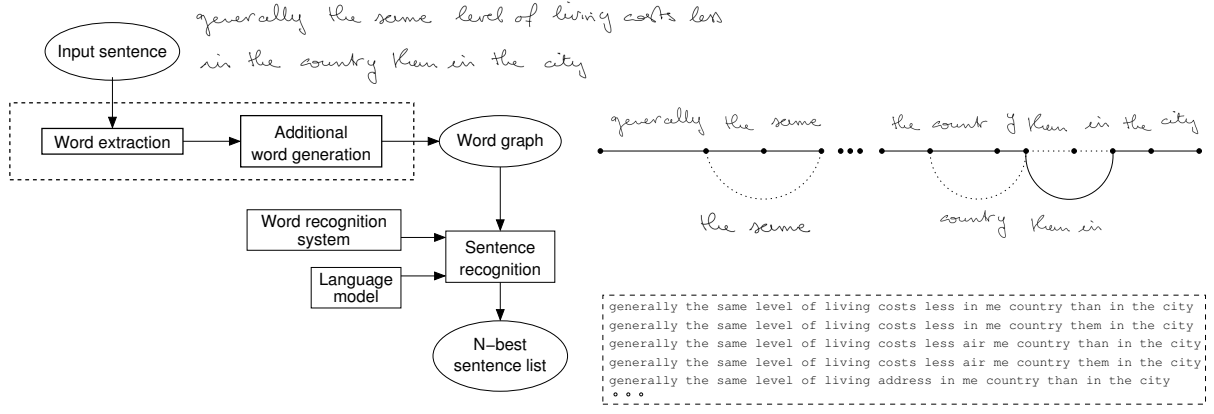 generally the same level of living costs less
in the country than in the city
Input sentence
Word extraction
Additional
word generation
Word graph
Word recognition
system
Language
model
Sentence
recognition
N-best
sentence list
generally the same
the count y than in the city
the same
country than in
generally the same level of living costs less in me country than in the city
generally the same level of living costs less in me country them in the city
generally the same level of living costs less air me country than in the city
generally the same level of living costs less air me country them in the city
generally the same level of living address in me country than in the city